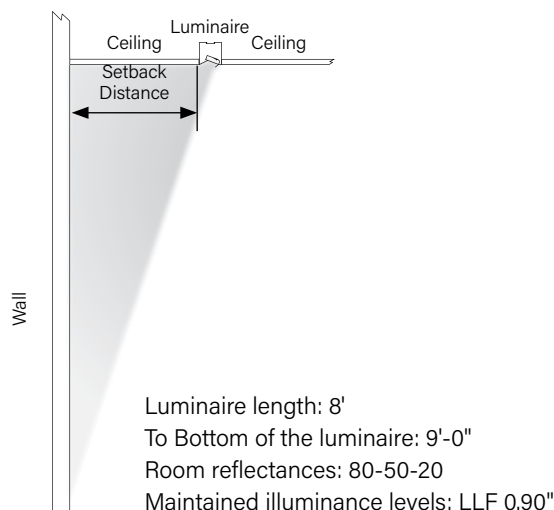 Luminaire
Ceiling
Ceiling
Setback
Distance
Wall
Luminaire length: 8'
To Bottom of the luminaire: 9'-0"
Room reflectances: 80-50-20
Maintained illuminance levels: LLF 0.90"